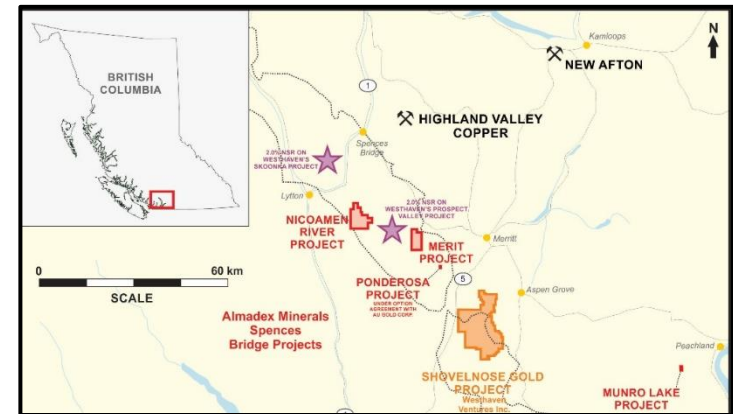 BRITISH
COLUMBIA
N
Kamloops
NEW AFTON
1
HIGHLAND VALLEY
COPPER
Spences
Bridge
2.0% NSR ON
WESTHAVEN'S
SKOONKA PROJECT
Lytton
2.0% NSR ON
WESTHAVEN'S PROSPECT
VALLEY PROJECT
NICOAMEN
RIVER
PROJECT
Merritt
MERIT
PROJECT
0 60 km
SCALE
5
PONDEROSA
PROJECT
UNDER OPTION
AGREEMENT WITH
AU GOLD CORP
Aspen Grove
Almadex Minerals
Spences
Bridge Projects
Peachland
SHOVELNOSE GOLD
PROJECT
Westhaven
Ventures Inc.
MUNRO LAKE
PROJECT